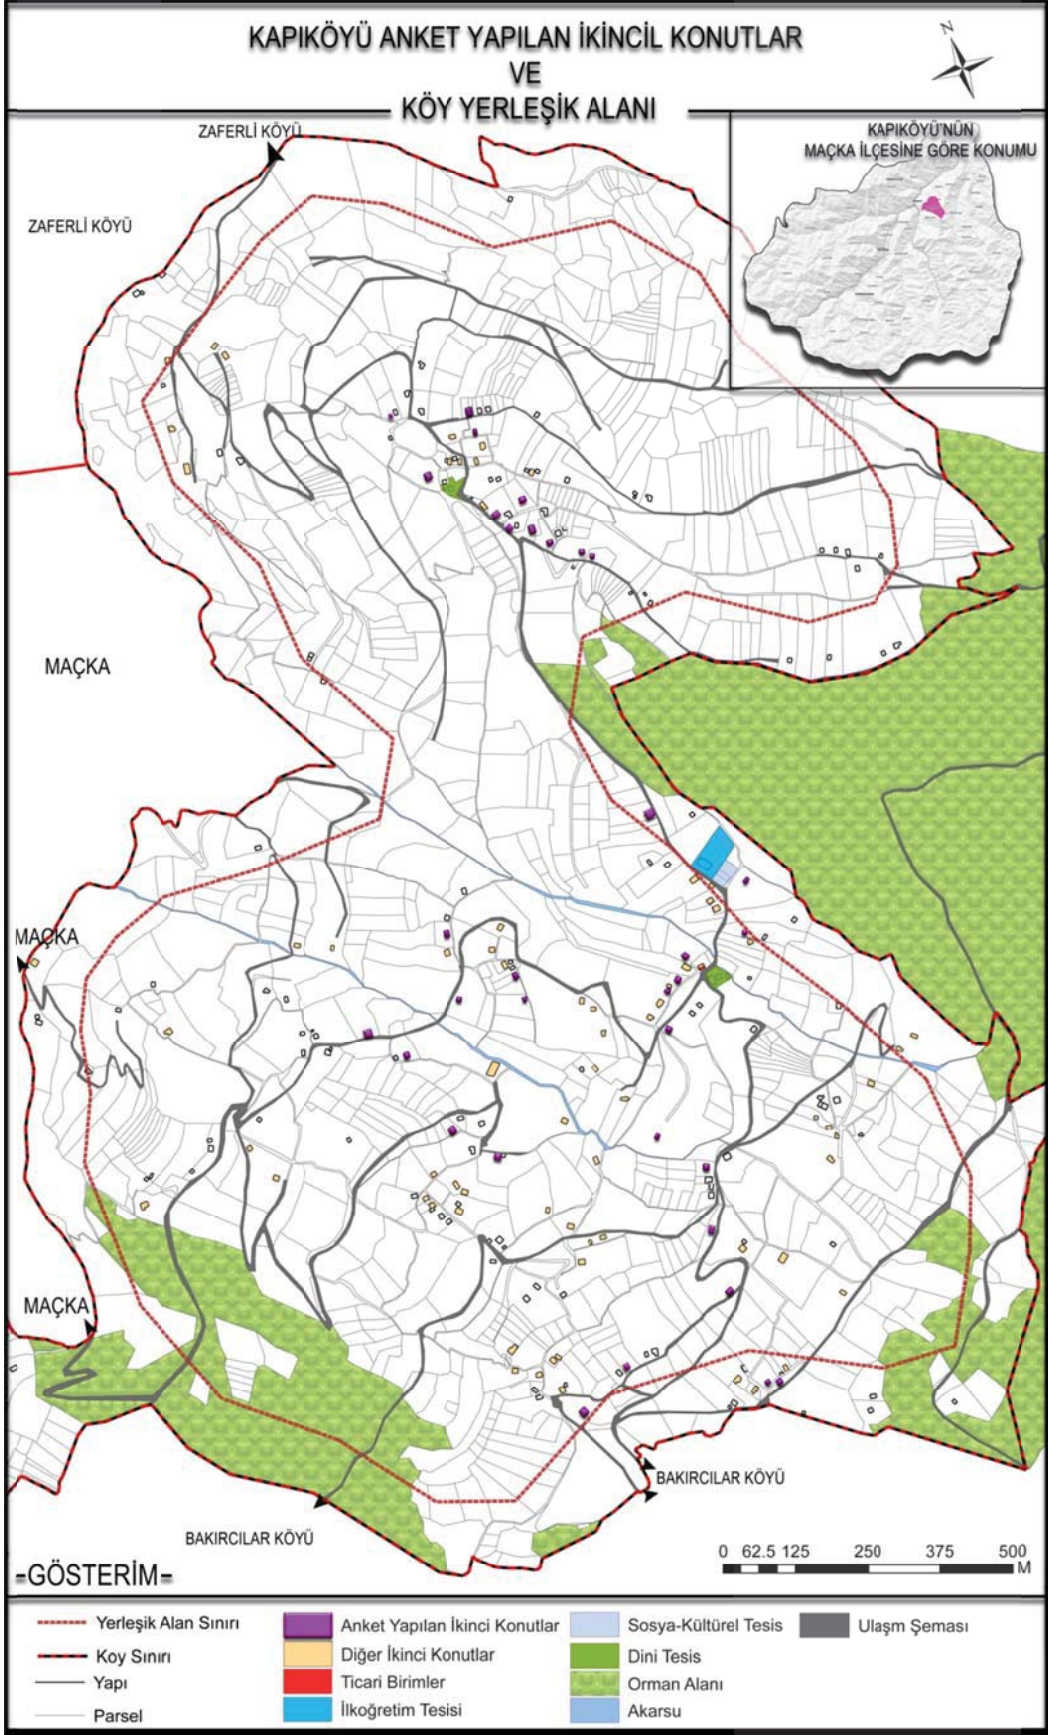 KAPIKÖYÜ ANKET YAPILAN İKİNCİL KONUTLAR
VE
KÖY YERLEŞİK ALANI
N
KAPIKÖYÜ'NÜN
MAÇKA İLÇESİNE GÖRE KONUMU
ZAFERLİ KÖYÜ
ZAFERLİ KÖYÜ
MAÇKA
MAÇKA
MAÇKA
BAKIRCILAR KÖYÜ
BAKIRCILAR KÖYÜ
0 62.5 125 250 375 500
M
-GÖSTERİM-
Yerleşik Alan Sınırı
Koy Sınırı
Yapı
Parsel
Anket Yapılan İkinci Konutlar
Diğer İkinci Konutlar
Ticari Birimler
İlkoğretim Tesisi
Sosya-Kültürel Tesis
Dini Tesis
Orman Alanı
Akarsu
Ulaşm Şeması